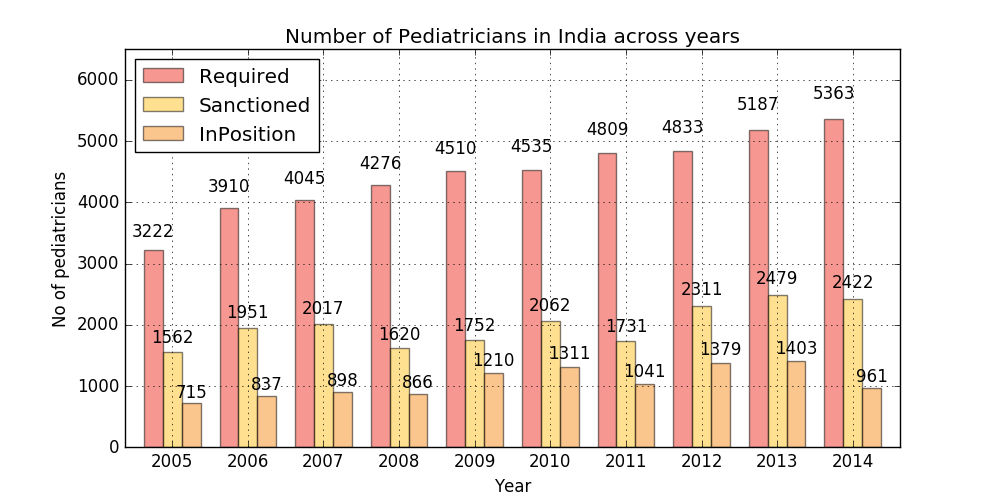 Number of Pediatricians in India across years
Required
Sanctioned
InPosition
No of pediatricians
6000
5000
4000
3000
2000
1000
0
3222 3910 4045 4276 4510 4535 4809 4833 5187 5363
1562 1951 2017 1620 1752 2062 1731 2311 2479 2422
715 837 898 866 1210 1311 1041 1379 1403 961
2005 2006 2007 2008 2009 2010 2011 2012 2013 2014
Year